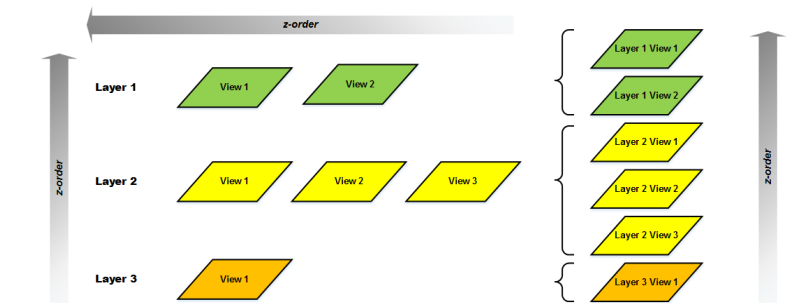 z-order
z-order
Layer 1
View 1
View 2
Layer 2
View 1
View 2
View 3
Layer 3
View 1
Layer 1 View 1
Layer 1 View 2
Layer 2 View 1
Layer 2 View 2
Layer 2 View 3
Layer 3 View 1
z-order